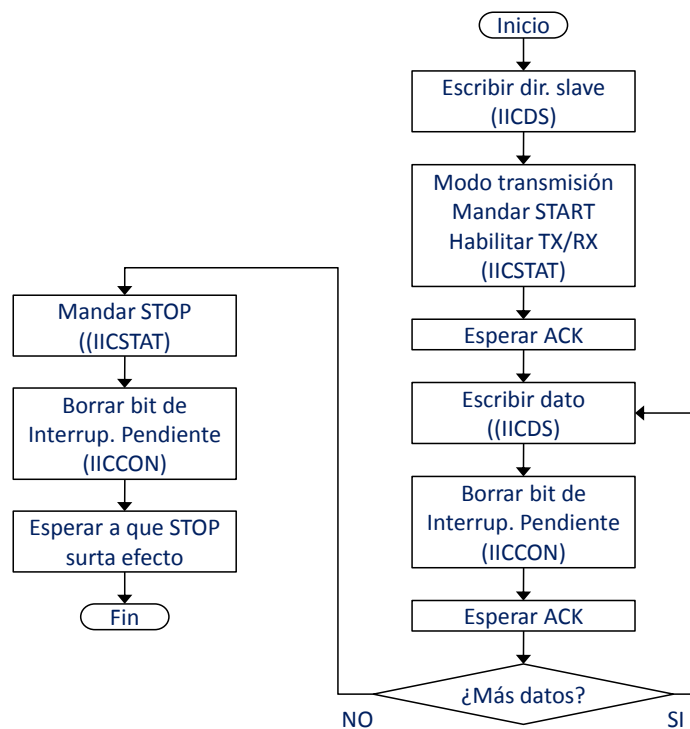 Inicio
Escribir dir. slave
(IICDS)
Modo transmisión
Mandar START
Habilitar TX/RX
(IICSTAT)
Esperar ACK
Escribir dato
((IICDS)
Borrar bit de
Interrup. Pendiente
(IICCON)
Esperar ACK
¿Más datos?
NO
SI
Mandar STOP
((IICSTAT)
Borrar bit de
Interrup. Pendiente
(IICCON)
Esperar a que STOP
surta efecto
Fin